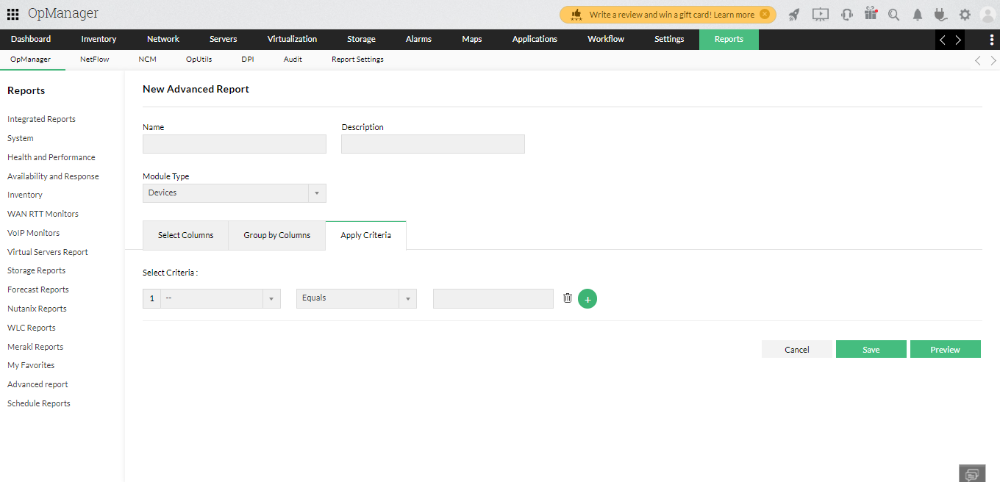 OpManager
Write a review and win a gift card! Learn more
Dashboard Inventory Network Servers Virtualization Storage Alarms Maps Applications Workflow Settings Reports
OpManager NetFlow NCM OpUtils DPI Audit Report Settings
Reports
Integrated Reports
System
Health and Performance
Availability and Response
Inventory
WAN RTT Monitors
VoIP Monitors
Virtual Servers Report
Storage Reports
Forecast Reports
Nutanix Reports
WLC Reports
Meraki Reports
My Favorites
Advanced report
Schedule Reports
New Advanced Report
Name Description
Module Type
Devices
Select Columns Group by Columns Apply Criteria
Select Criteria :
1 -- Equals +
Cancel Save Preview